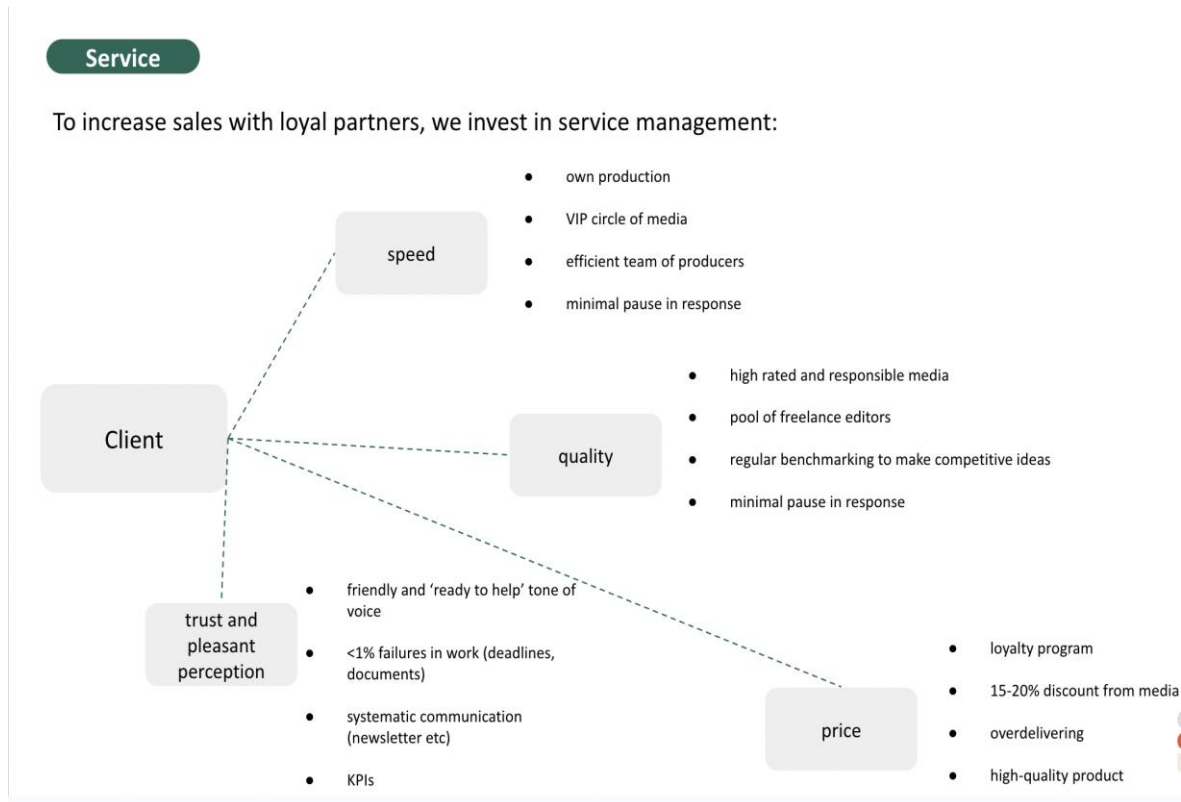 Service
To increase sales with loyal partners, we invest in service management:
speed
● own production
● VIP circle of media
● efficient team of producers
● minimal pause in response
Client
quality
● high rated and responsible media
● pool of freelance editors
● regular benchmarking to make competitive ideas
● minimal pause in response
trust and
pleasant
perception
● friendly and ‘ready to help’ tone of
voice
● <1% failures in work (deadlines,
documents)
● systematic communication
(newsletter etc)
● KPIs
price
● loyalty program
● 15-20% discount from media
● overdelivering
● high-quality product